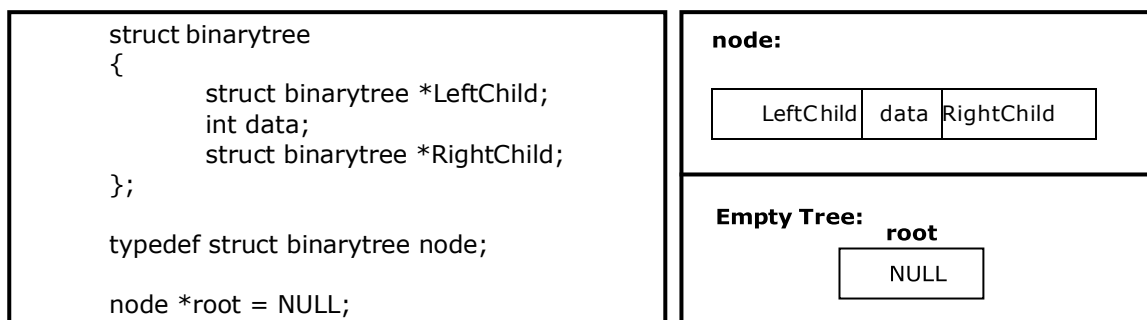 struct binarytree
{
struct binarytree *LeftChild;
int data;
struct binarytree *RightChild;
};
typedef struct binarytree node;
node *root = NULL;
node:
LeftChild data RightChild
Empty Tree:
root
NULL